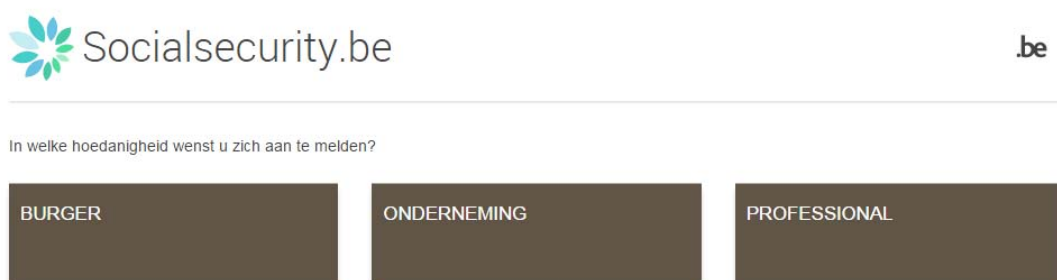 Socialsecurity.be
.be
In welke hoedanigheid wenst u zich aan te melden?
BURGER
ONDERNEMING
PROFESSIONAL